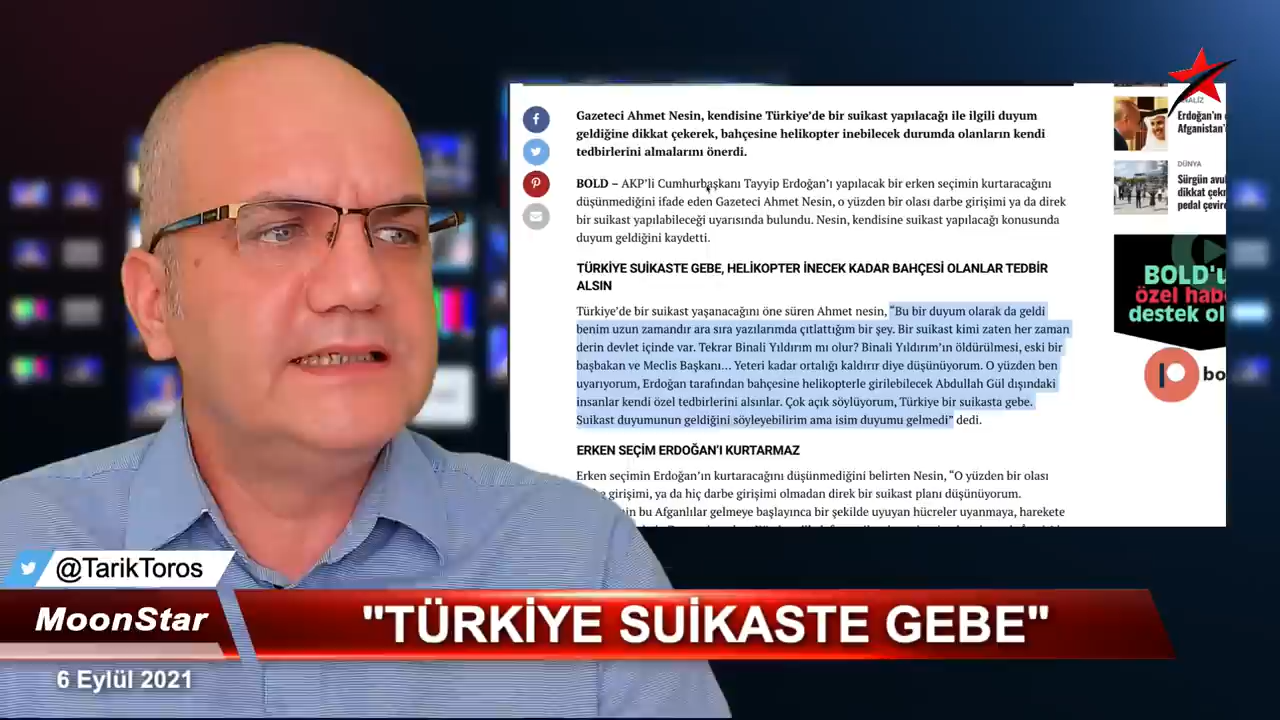 Gazeteci Ahmet Nesin, kendisine Türkiye’de bir suikast yapılacağı ile ilgili duyum
geldiğine dikkat çekerek, bahçesine helikopter inebilecek durumda olanların kendi
tedbirlerini almalarını önerdi.
BOLD – AKP’li Cumhurbaşkanı Tayyip Erdoğan’ı yapılacak bir erken seçimin kurtaracağını
düşünmediğini ifade eden Gazeteci Ahmet Nesin, o yüzden bir olası darbe girişimi ya da direk
bir suikast yapılabileceği uyarısında bulundu. Nesin, kendisine suikast yapılacağı konusunda
duyum geldiğini kaydetti.
TÜRKİYE SUİKASTE GEBE, HELİKOPTER İNECEK KADAR BAHÇESİ OLANLAR TEDBİR
ALSIN
Türkiye’de bir suikast yaşanacağını öne süren Ahmet nesin, “Bu bir duyum olarak da geldi
benim uzun zamandır ara sıra yazılarımda çıtlattığım bir şey. Bir suikast kimi zaten her zaman
derin devlet içinde var. Tekrar Binali Yıldırım mı olur? Binali Yıldırım’ın öldürülmesi, eski bir
başbakan ve Meclis Başkanı… Yeteri kadar ortalığı kaldırır diye düşünüyorum. O yüzden ben
uyarıyorum, Erdoğan tarafından bahçesine helikopterle girilebilecek Abdullah Gül dışındaki
insanlar kendi özel tedbirlerini alsınlar. Çok açık söylüyorum, Türkiye bir suikasta gebe.
Suikast duyumunun geldiğini söyleyebilirim ama isim duyumu gelmedi” dedi.
ERKEN SEÇİM ERDOĞAN’I KURTARMAZ
Erken seçimin Erdoğan’ın kurtaracağını düşünmediğini belirten Nesin, “O yüzden bir olası
girişimi, ya da hiç darbe girişimi olmadan direk bir suikast planı düşünüyorum.
bu Afganlılar gelmeye başlayınca bir şekilde uyuyan hücreler uyanmaya, harekete
Erdoğan’ın
Afganistan’
DÜNYA
Sürgün
dikkat
pedal
BOLD'u
özel
destek
bo
@TarikToros
MoonStar
"TÜRKİYE SUİKASTE GEBE"
6 Eylül 2021